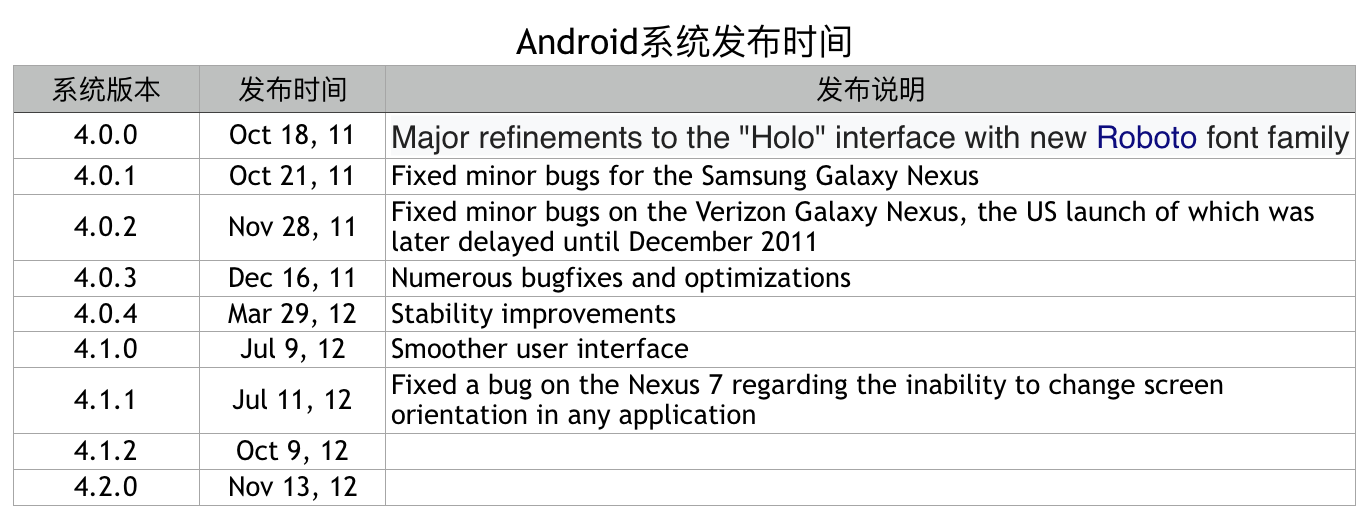 Android系统发布时间
系统版本 发布时间 发布说明
4.0.0 Oct 18, 11 Major refinements to the "Holo" interface with new Roboto font family
4.0.1 Oct 21, 11 Fixed minor bugs for the Samsung Galaxy Nexus
4.0.2 Nov 28, 11 Fixed minor bugs on the Verizon Galaxy Nexus, the US launch of which was
later delayed until December 2011
4.0.3 Dec 16, 11 Numerous bugfixes and optimizations
4.0.4 Mar 29, 12 Stability improvements
4.1.0 Jul 9, 12 Smoother user interface
4.1.1 Jul 11, 12 Fixed a bug on the Nexus 7 regarding the inability to change screen
orientation in any application
4.1.2 Oct 9, 12
4.2.0 Nov 13, 12